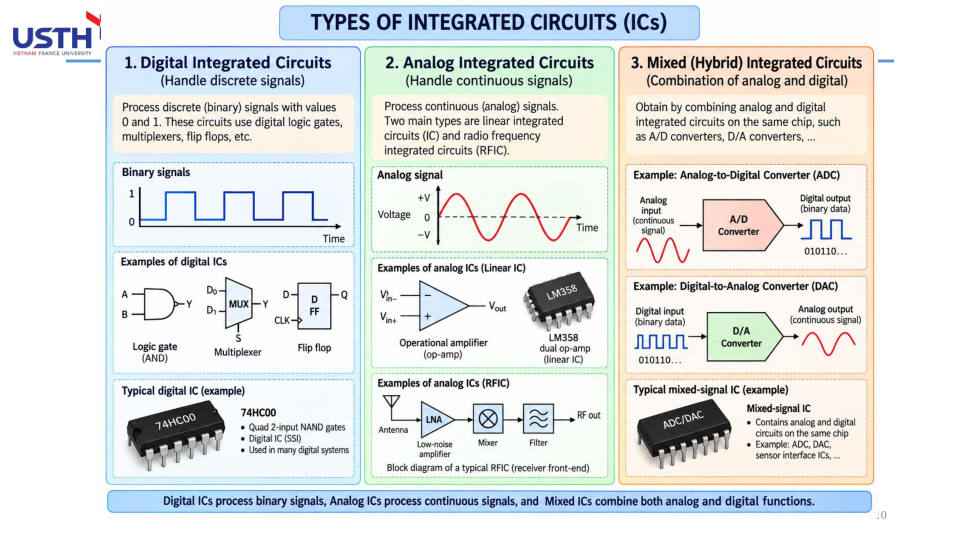 USTH
VIETNAM FRANCE UNIVERSITY
TYPES OF INTEGRATED CIRCUITS (ICs)
1. Digital Integrated Circuits
(Handle discrete signals)
Process discrete (binary) signals with values
0 and 1. These circuits use digital logic gates,
multiplexers, flip flops, etc.
Binary signals
1
0
Time
Examples of digital ICs
A
B
Y
Logic gate
(AND)
D₀
D₁
MUX
Y
S
Multiplexer
D
CLK
D
FF
Q
Flip flop
Typical digital IC (example)
74HC00
74HC00
• Quad 2-input NAND gates
• Digital IC (SSI)
• Used in many digital systems
2. Analog Integrated Circuits
(Handle continuous signals)
Process continuous (analog) signals.
Two main types are linear integrated
circuits (IC) and radio frequency
integrated circuits (RFIC).
Analog signal
+V
Voltage 0
−V
Time
Examples of analog ICs (Linear IC)
Vin−
Vin+
−
+
Vout
Operational amplifier
(op-amp)
LM358
LM358
dual op-amp
(linear IC)
Examples of analog ICs (RFIC)
Antenna
LNA
Low-noise
amplifier
Mixer
Filter
RF out
Block diagram of a typical RFIC (receiver front-end)
3. Mixed (Hybrid) Integrated Circuits
(Combination of analog and digital)
Obtain by combining analog and digital
integrated circuits on the same chip, such
as A/D converters, D/A converters, ...
Example: Analog-to-Digital Converter (ADC)
Analog
input
(continuous
signal)
A/D
Converter
Digital output
(binary data)
010110...
Example: Digital-to-Analog Converter (DAC)
Digital input
(binary data)
010110...
D/A
Converter
Analog output
(continuous signal)
Typical mixed-signal IC (example)
ADC/DAC
Mixed-signal IC
• Contains analog and digital
circuits on the same chip
• Example: ADC, DAC,
sensor interface ICs, ...
Digital ICs process binary signals, Analog ICs process continuous signals, and Mixed ICs combine both analog and digital functions.